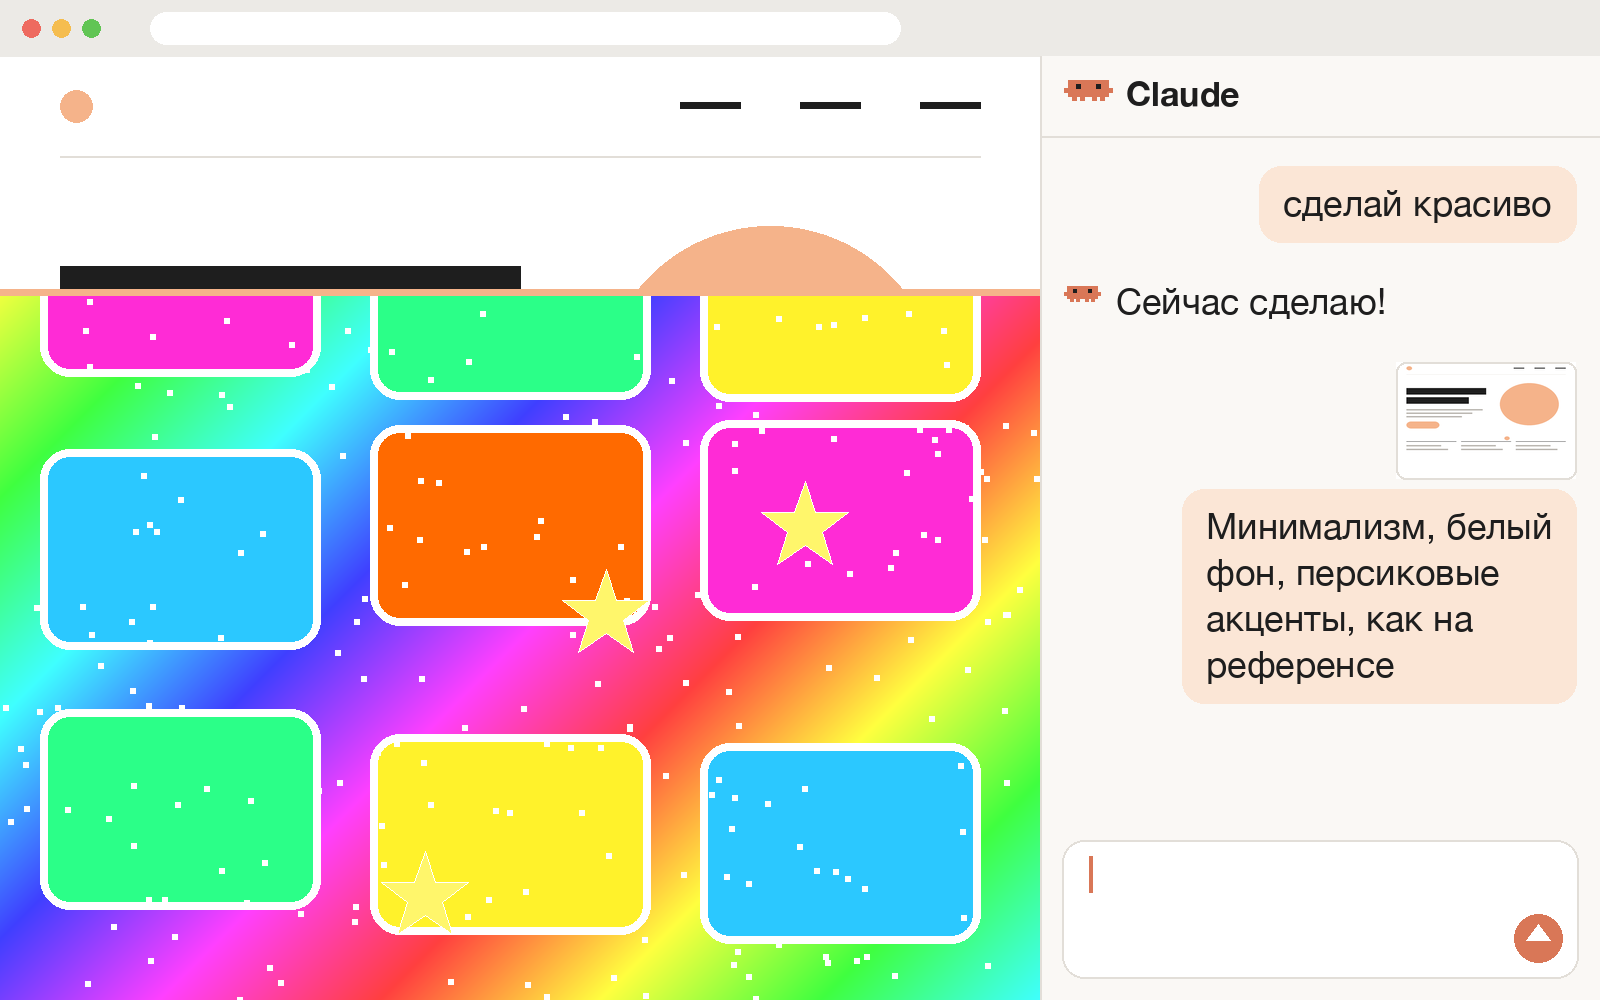 Claude
сделай красиво
Сейчас сделаю!
Минимализм, белый
фон, персиковые
акценты, как на
референсе